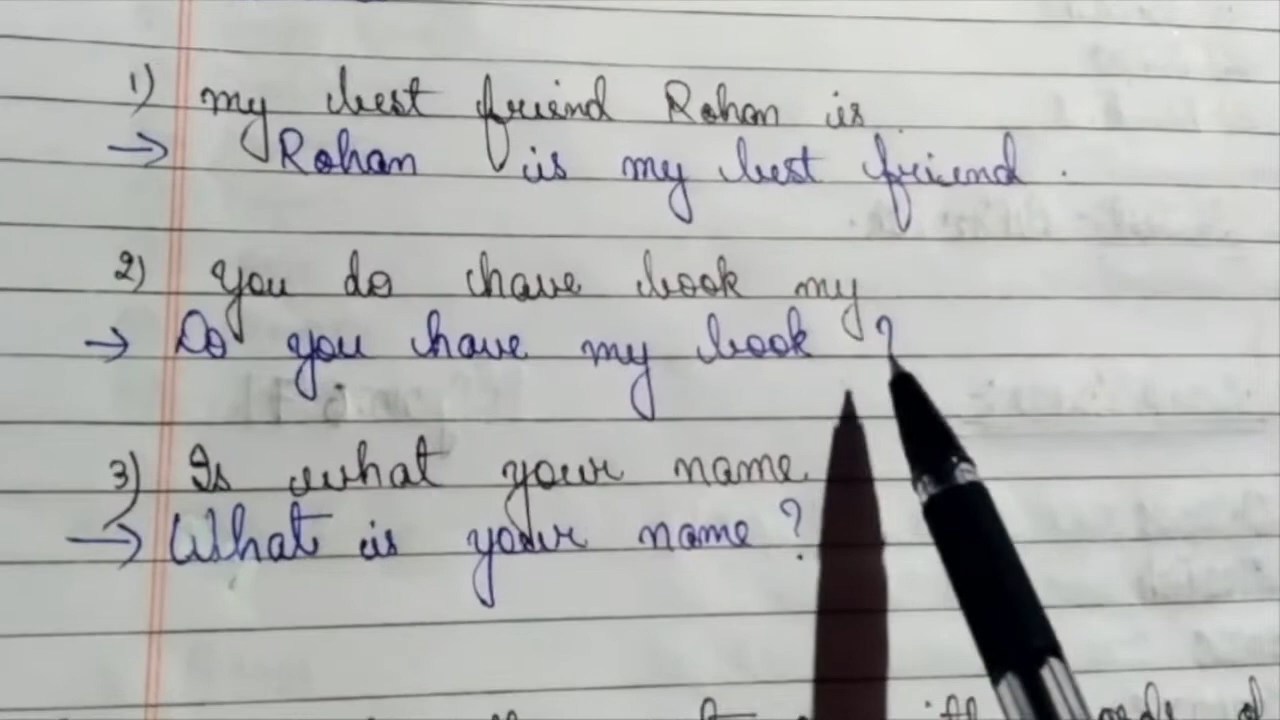 1) my best friend Rohan is
→ Rohan is my best friend.
2) you do have book my
→ Do you have my book ?
3) Is what your name
→ What is your name ?